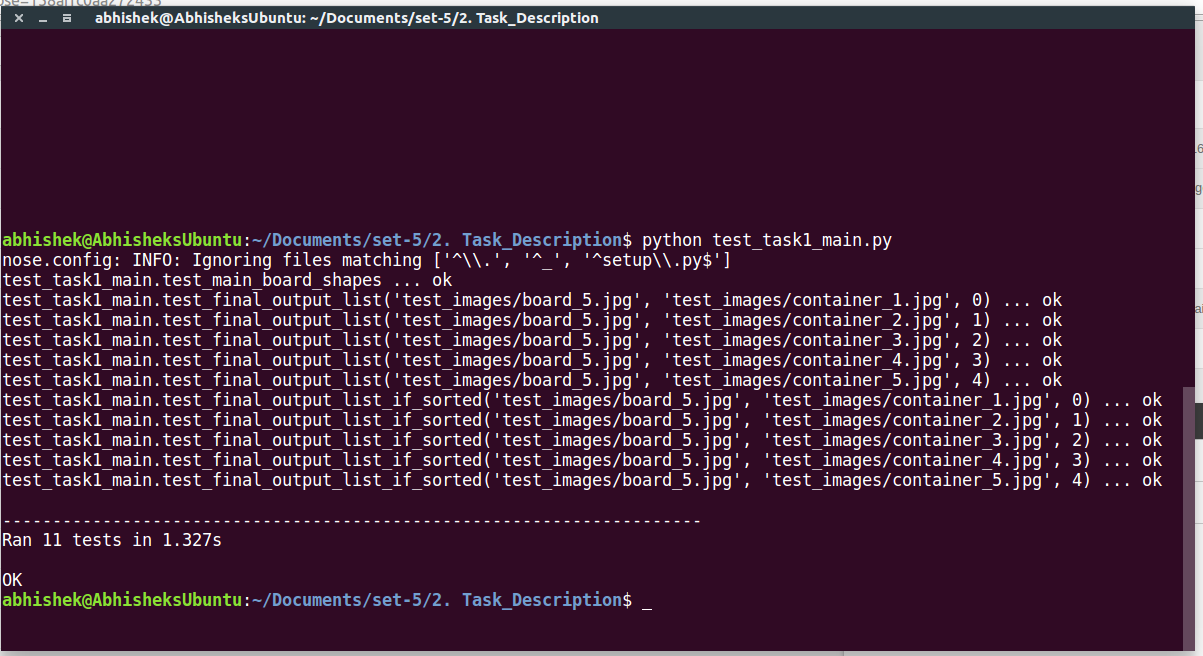 abhishek@AbhisheksUbuntu: ~/Documents/set-5/2. Task_Description
abhishek@AbhisheksUbuntu:~/Documents/set-5/2. Task_Description$ python test_task1_main.py
nose.config: INFO: Ignoring files matching ['^\\.', '^_', '^setup\\.py$']
test_task1_main.test_main_board_shapes ... ok
test_task1_main.test_final_output_list('test_images/board_5.jpg', 'test_images/container_1.jpg', 0) ... ok
test_task1_main.test_final_output_list('test_images/board_5.jpg', 'test_images/container_2.jpg', 1) ... ok
test_task1_main.test_final_output_list('test_images/board_5.jpg', 'test_images/container_3.jpg', 2) ... ok
test_task1_main.test_final_output_list('test_images/board_5.jpg', 'test_images/container_4.jpg', 3) ... ok
test_task1_main.test_final_output_list('test_images/board_5.jpg', 'test_images/container_5.jpg', 4) ... ok
test_task1_main.test_final_output_list_if_sorted('test_images/board_5.jpg', 'test_images/container_1.jpg', 0) ... ok
test_task1_main.test_final_output_list_if_sorted('test_images/board_5.jpg', 'test_images/container_2.jpg', 1) ... ok
test_task1_main.test_final_output_list_if_sorted('test_images/board_5.jpg', 'test_images/container_3.jpg', 2) ... ok
test_task1_main.test_final_output_list_if_sorted('test_images/board_5.jpg', 'test_images/container_4.jpg', 3) ... ok
test_task1_main.test_final_output_list_if_sorted('test_images/board_5.jpg', 'test_images/container_5.jpg', 4) ... ok
----------------------------------------------------------------------
Ran 11 tests in 1.327s
OK
abhishek@AbhisheksUbuntu:~/Documents/set-5/2. Task_Description$ _